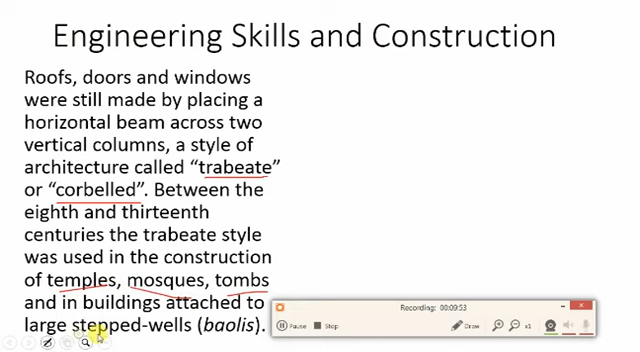 Engineering Skills and Construction
Roofs, doors and windows
were still made by placing a
horizontal beam across two
vertical columns, a style of
architecture called “trabeate”
or “corbelled”. Between the
eighth and thirteenth
centuries the trabeate style
was used in the construction
of temples, mosques, tombs
and in buildings attached to
large stepped-wells (baolis).
Recording: 00:09:53
Pause Stop Draw x1